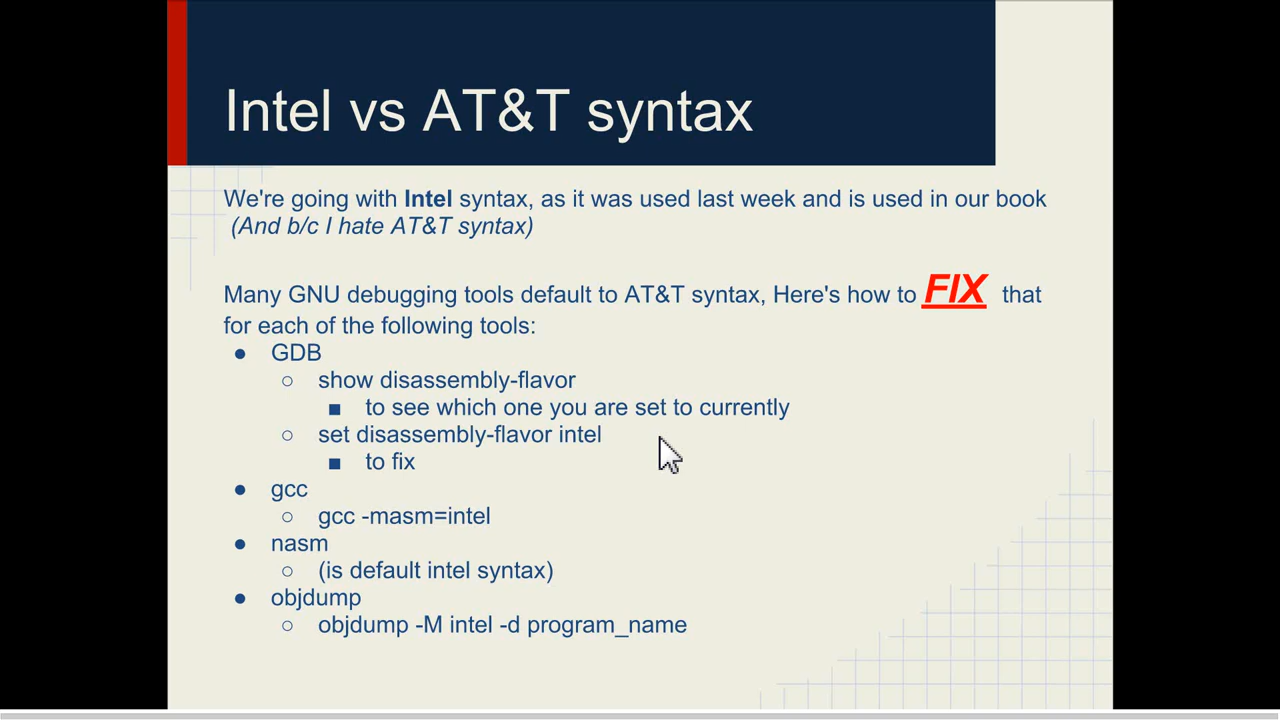 Intel vs AT&T syntax
We're going with Intel syntax, as it was used last week and is used in our book
(And b/c I hate AT&T syntax)
Many GNU debugging tools default to AT&T syntax, Here's how to FIX that
for each of the following tools:
● GDB
○ show disassembly-flavor
■ to see which one you are set to currently
○ set disassembly-flavor intel
■ to fix
● gcc
○ gcc -masm=intel
● nasm
○ (is default intel syntax)
● objdump
○ objdump -M intel -d program_name